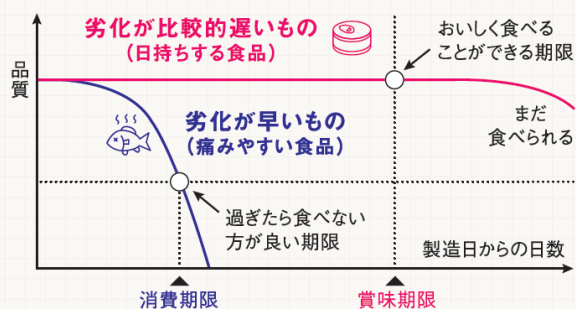 劣化が比較的遅いもの
（日持ちする食品）
おいしく食べる
ことができる期限
品質
劣化が早いもの
（痛みやすい食品）
まだ
食べられる
過ぎたら食べない
方が良い期限
製造日からの日数
消費期限
賞味期限